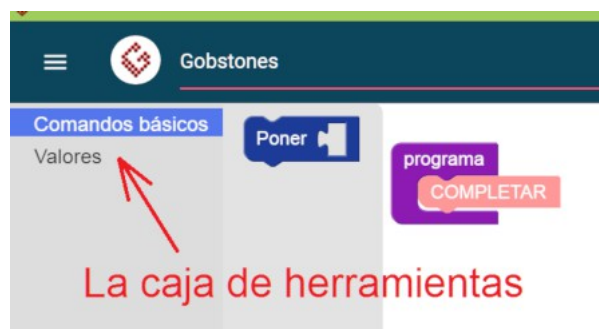 Gobstones
Comandos básicos
Valores
Poner
programa
COMPLETAR
La caja de herramientas